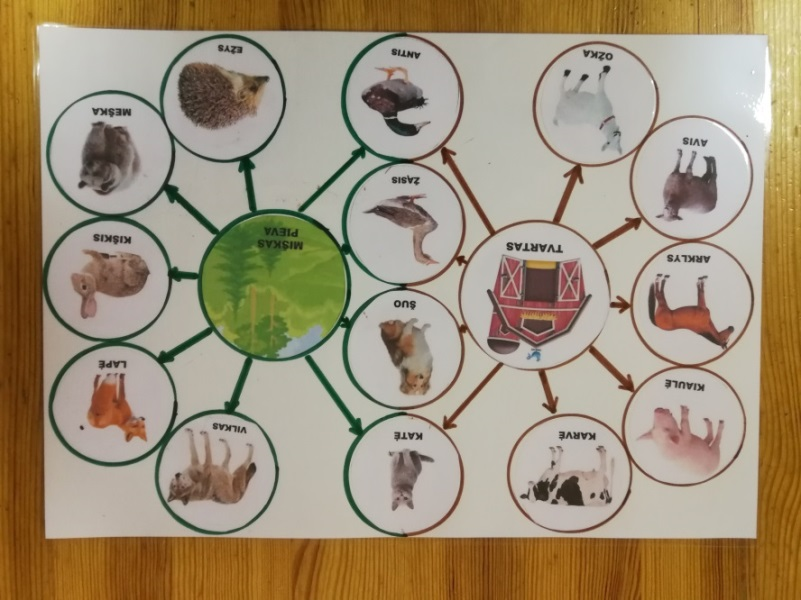 KARVĖ
KATĖ
VILKAS
KIAULĖ
LAPĖ
ŠUO
ARKLYS
TVARTAS
MIŠKAS
PIEVA
KIŠKIS
ŽĄSIS
AVIS
MEŠKA
OŽKA
ANTIS
EŽYS